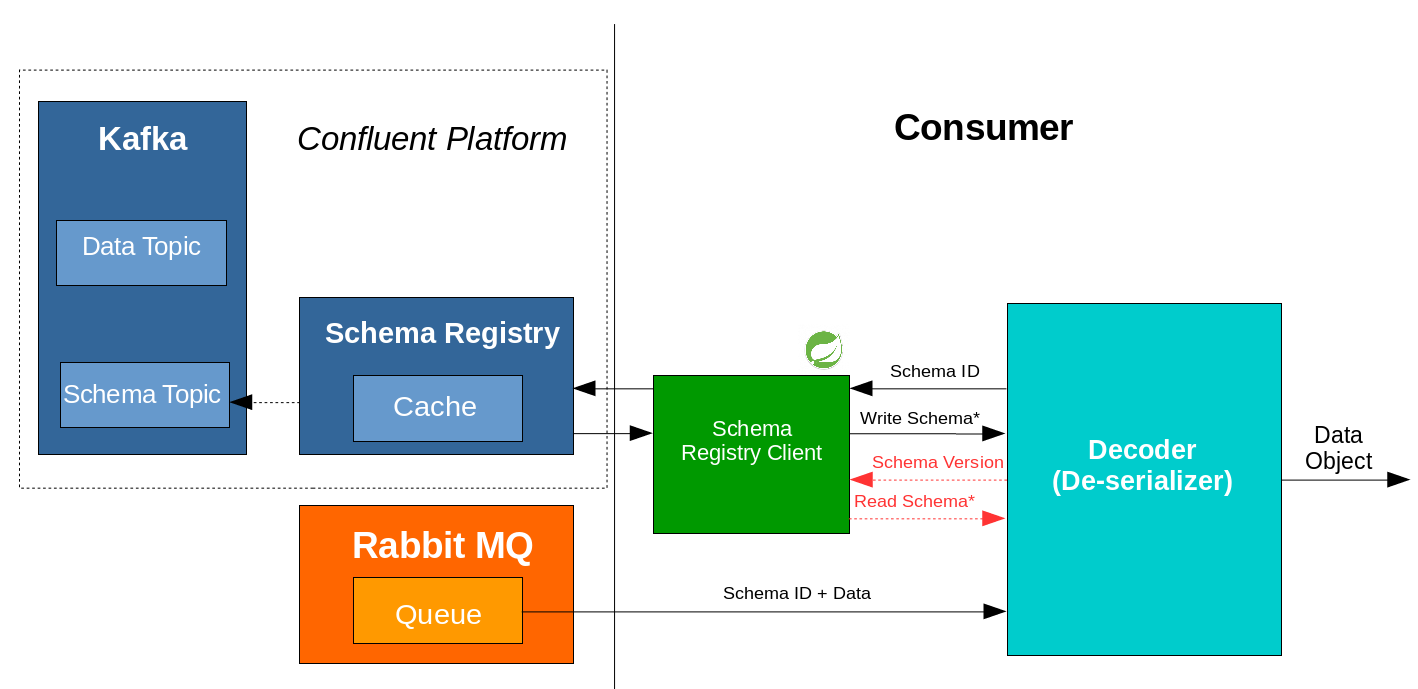 Kafka
Confluent Platform
Consumer
Data Topic
Schema Registry
Schema Topic
Cache
Schema
Registry Client
Schema ID
Write Schema*
Schema Version
Read Schema*
Decoder
(De-serializer)
Data
Object
Rabbit MQ
Queue
Schema ID + Data